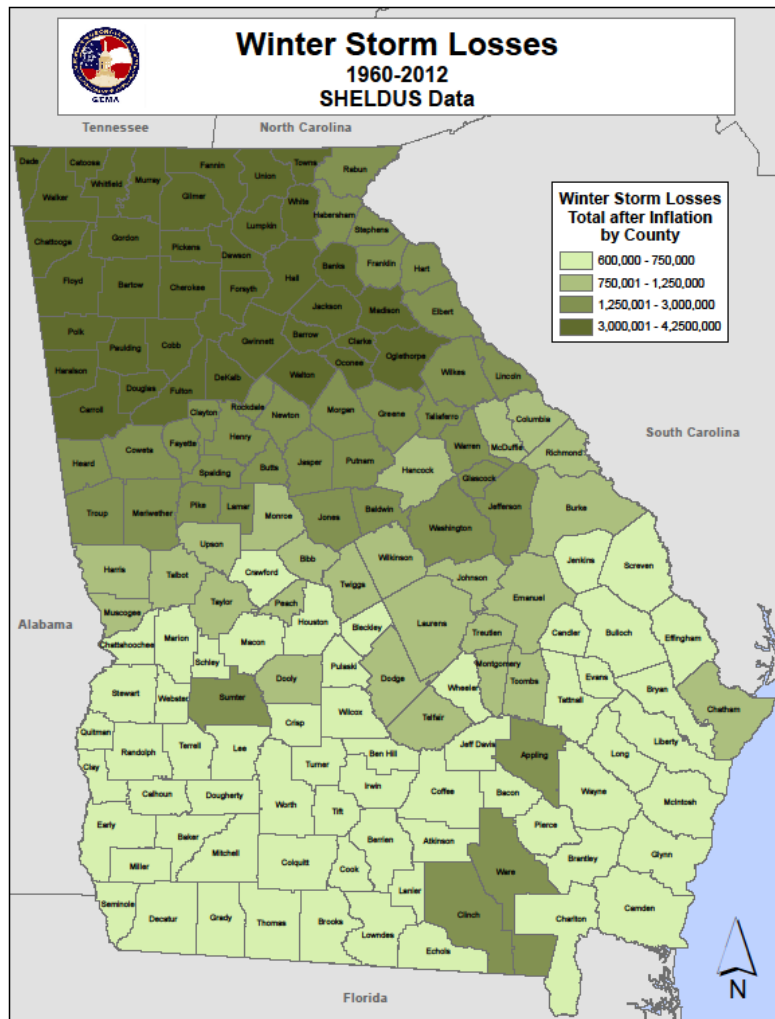 Winter Storm Losses
1960-2012
SHELDUS Data
GEMA
Tennessee
North Carolina
Winter Storm Losses
Total after Inflation
by County
600,000 - 750,000
750,001 - 1,250,000
1,250,001 - 3,000,000
3,000,001 - 4,2500,000
Dade
Catoosa
Whitfield
Murray
Fannin
Union
Towns
Rabun
Walker
Gilmer
White
Habersham
Lumpkin
Stephens
Chattooga
Gordon
Pickens
Dawson
Hall
Banks
Franklin
Hart
Floyd
Bartow
Cherokee
Forsyth
Jackson
Madison
Elbert
Polk
Paulding
Cobb
Gwinnett
Barrow
Clarke
Oglethorpe
Haralson
Douglas
Fulton
DeKalb
Walton
Oconee
Wilkes
Lincoln
Carroll
Clayton
Rockdale
Newton
Morgan
Greene
Taliaferro
Columbia
South Carolina
Heard
Coweta
Fayette
Henry
Warren
McDuffie
Richmond
Spalding
Butts
Jasper
Putnam
Hancock
Glascock
Troup
Meriwether
Pike
Lamar
Monroe
Jones
Baldwin
Washington
Jefferson
Burke
Upson
Harris
Talbot
Crawford
Bibb
Wilkinson
Jenkins
Screven
Twiggs
Johnson
Emanuel
Muscogee
Taylor
Peach
Alabama
Chattahoochee
Marion
Macon
Houston
Bleckley
Laurens
Treutlen
Candler
Bulloch
Effingham
Schley
Pulaski
Dodge
Montgomery
Evans
Stewart
Webster
Sumter
Dooly
Wheeler
Toombs
Tattnall
Bryan
Chatham
Crisp
Wilcox
Telfair
Quitman
Randolph
Terrell
Lee
Ben Hill
Jeff Davis
Appling
Long
Liberty
Clay
Turner
Irwin
Calhoun
Dougherty
Worth
Tift
Coffee
Bacon
Wayne
McIntosh
Early
Baker
Mitchell
Berrien
Atkinson
Pierce
Miller
Colquitt
Cook
Ware
Brantley
Glynn
Seminole
Decatur
Grady
Thomas
Brooks
Lanier
Clinch
Charlton
Camden
Lowndes
Echols
Florida
N